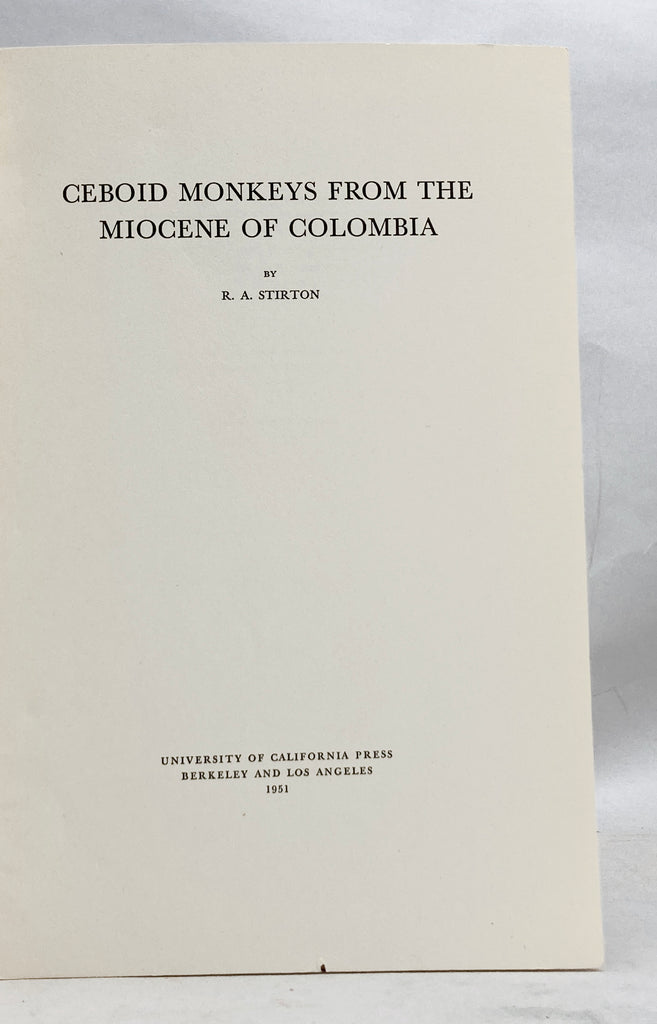 CEBOID MONKEYS FROM THE
MIOCENE OF COLOMBIA
BY
R. A. STIRTON
UNIVERSITY OF CALIFORNIA PRESS
BERKELEY AND LOS ANGELES
1951